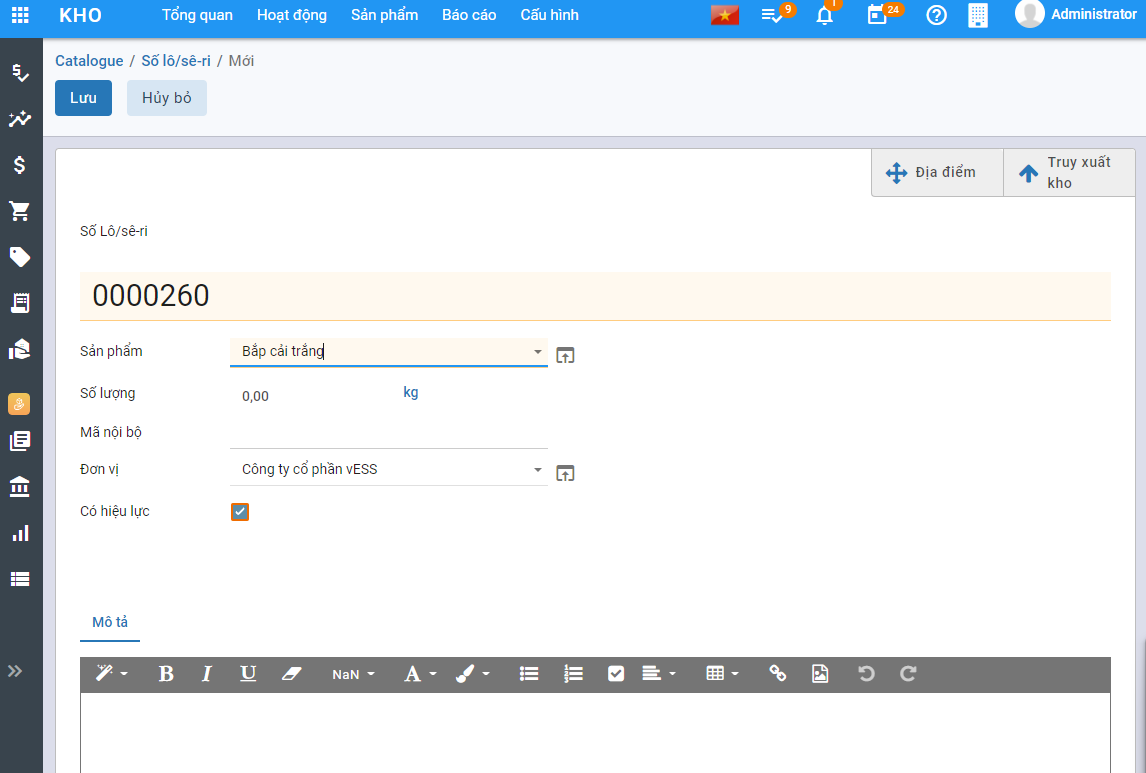 KHO Tổng quan Hoạt động Sản phẩm Báo cáo Cấu hình 9 1 24 Administrator
Catalogue / Số lô/sê-ri / Mới
Lưu Hủy bỏ
Địa điểm
Truy xuất
kho
Số Lô/sê-ri
0000260
Sản phẩm Bắp cải trắng
Số lượng 0,00 kg
Mã nội bộ
Đơn vị Công ty cổ phần vESS
Có hiệu lực
Mô tả
B I U NaN A